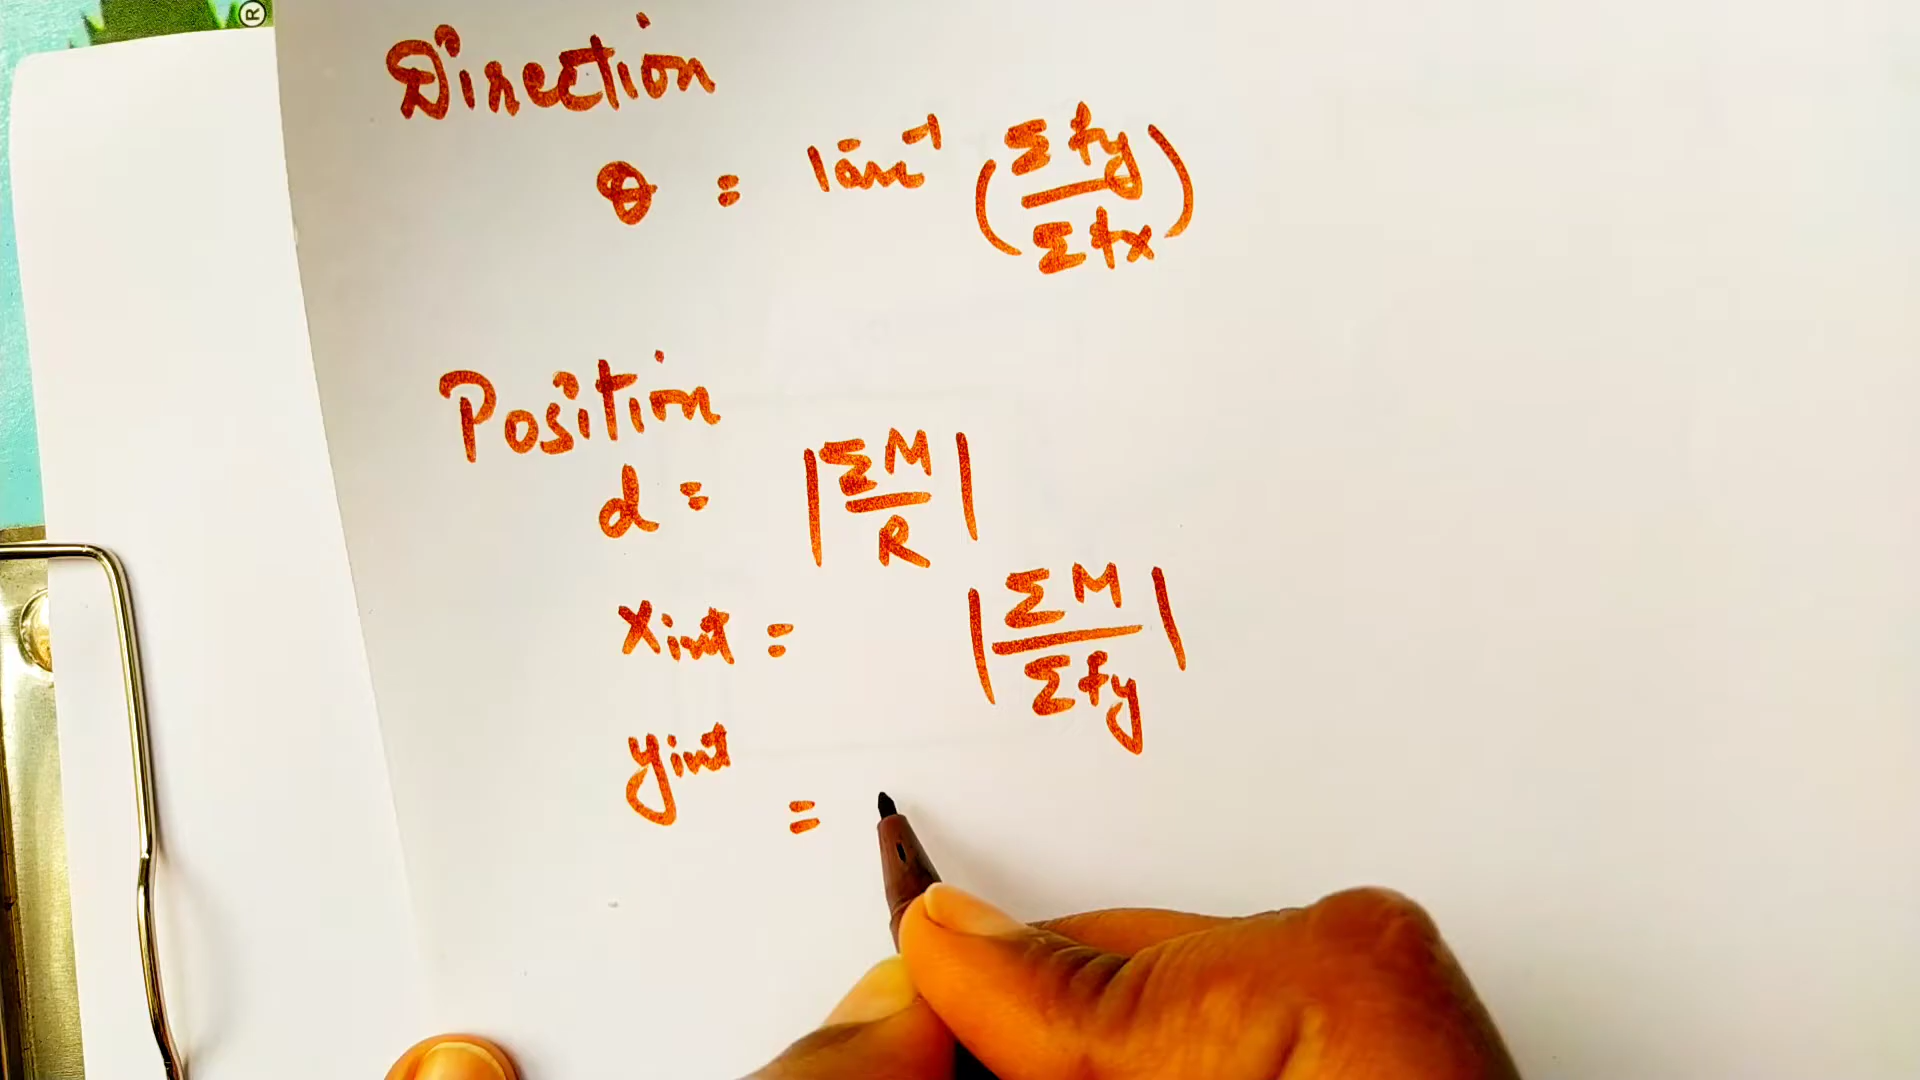 ®
Direction
θ = tan⁻¹ (Σfy / Σfx)
Position
d = |ΣM / R|
xint = |ΣM / Σfy|
yint =